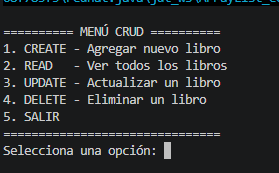 ========== MENÚ CRUD ==========
1. CREATE - Agregar nuevo libro
2. READ   - Ver todos los libros
3. UPDATE - Actualizar un libro
4. DELETE - Eliminar un libro
5. SALIR
===============================
Selecciona una opción: